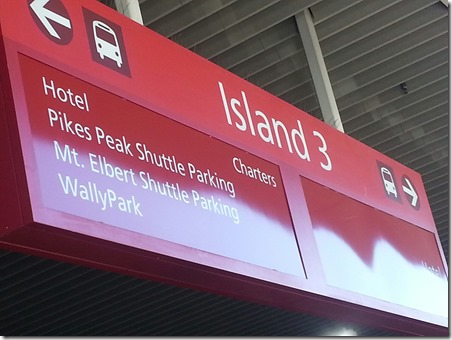 Island 3
Hotel
Charters
Pikes Peak Shuttle Parking
Mt. Elbert Shuttle Parking
WallyPark